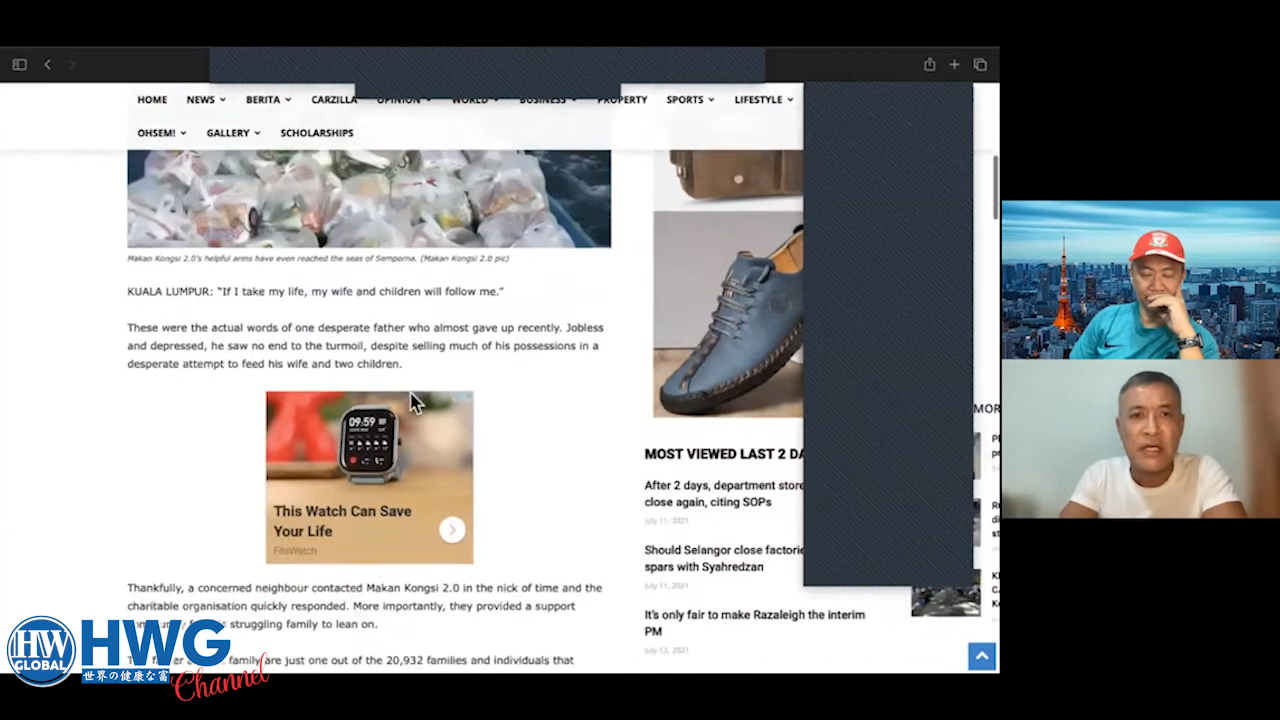 HOME NEWS BERITA CARZILLA OPINION WORLD BUSINESS PROPERTY SPORTS LIFESTYLE
OHSEM! GALLERY SCHOLARSHIPS
Makan Kongsi 2.0's helpful arms have even reached the seas of Semporna. (Makan Kongsi 2.0 pic)
KUALA LUMPUR: “If I take my life, my wife and children will follow me.”
These were the actual words of one desperate father who almost gave up recently. Jobless
and depressed, he saw no end to the turmoil, despite selling much of his possessions in a
desperate attempt to feed his wife and two children.
09:59
This Watch Can Save
Your Life
FitsWatch
Thankfully, a concerned neighbour contacted Makan Kongsi 2.0 in the nick of time and the
charitable organisation quickly responded. More importantly, they provided a support
struggling family to lean on.
family are just one out of the 20,932 families and individuals that
MOST VIEWED LAST 2 DA
After 2 days, department store
close again, citing SOPs
July 11, 2021
Should Selangor close factorie
spars with Syahredzan
July 11, 2021
It's only fair to make Razaleigh the interim
PM
July 12, 2021
MOR
HW
GLOBAL
HWG
世界の健康な富
Channel